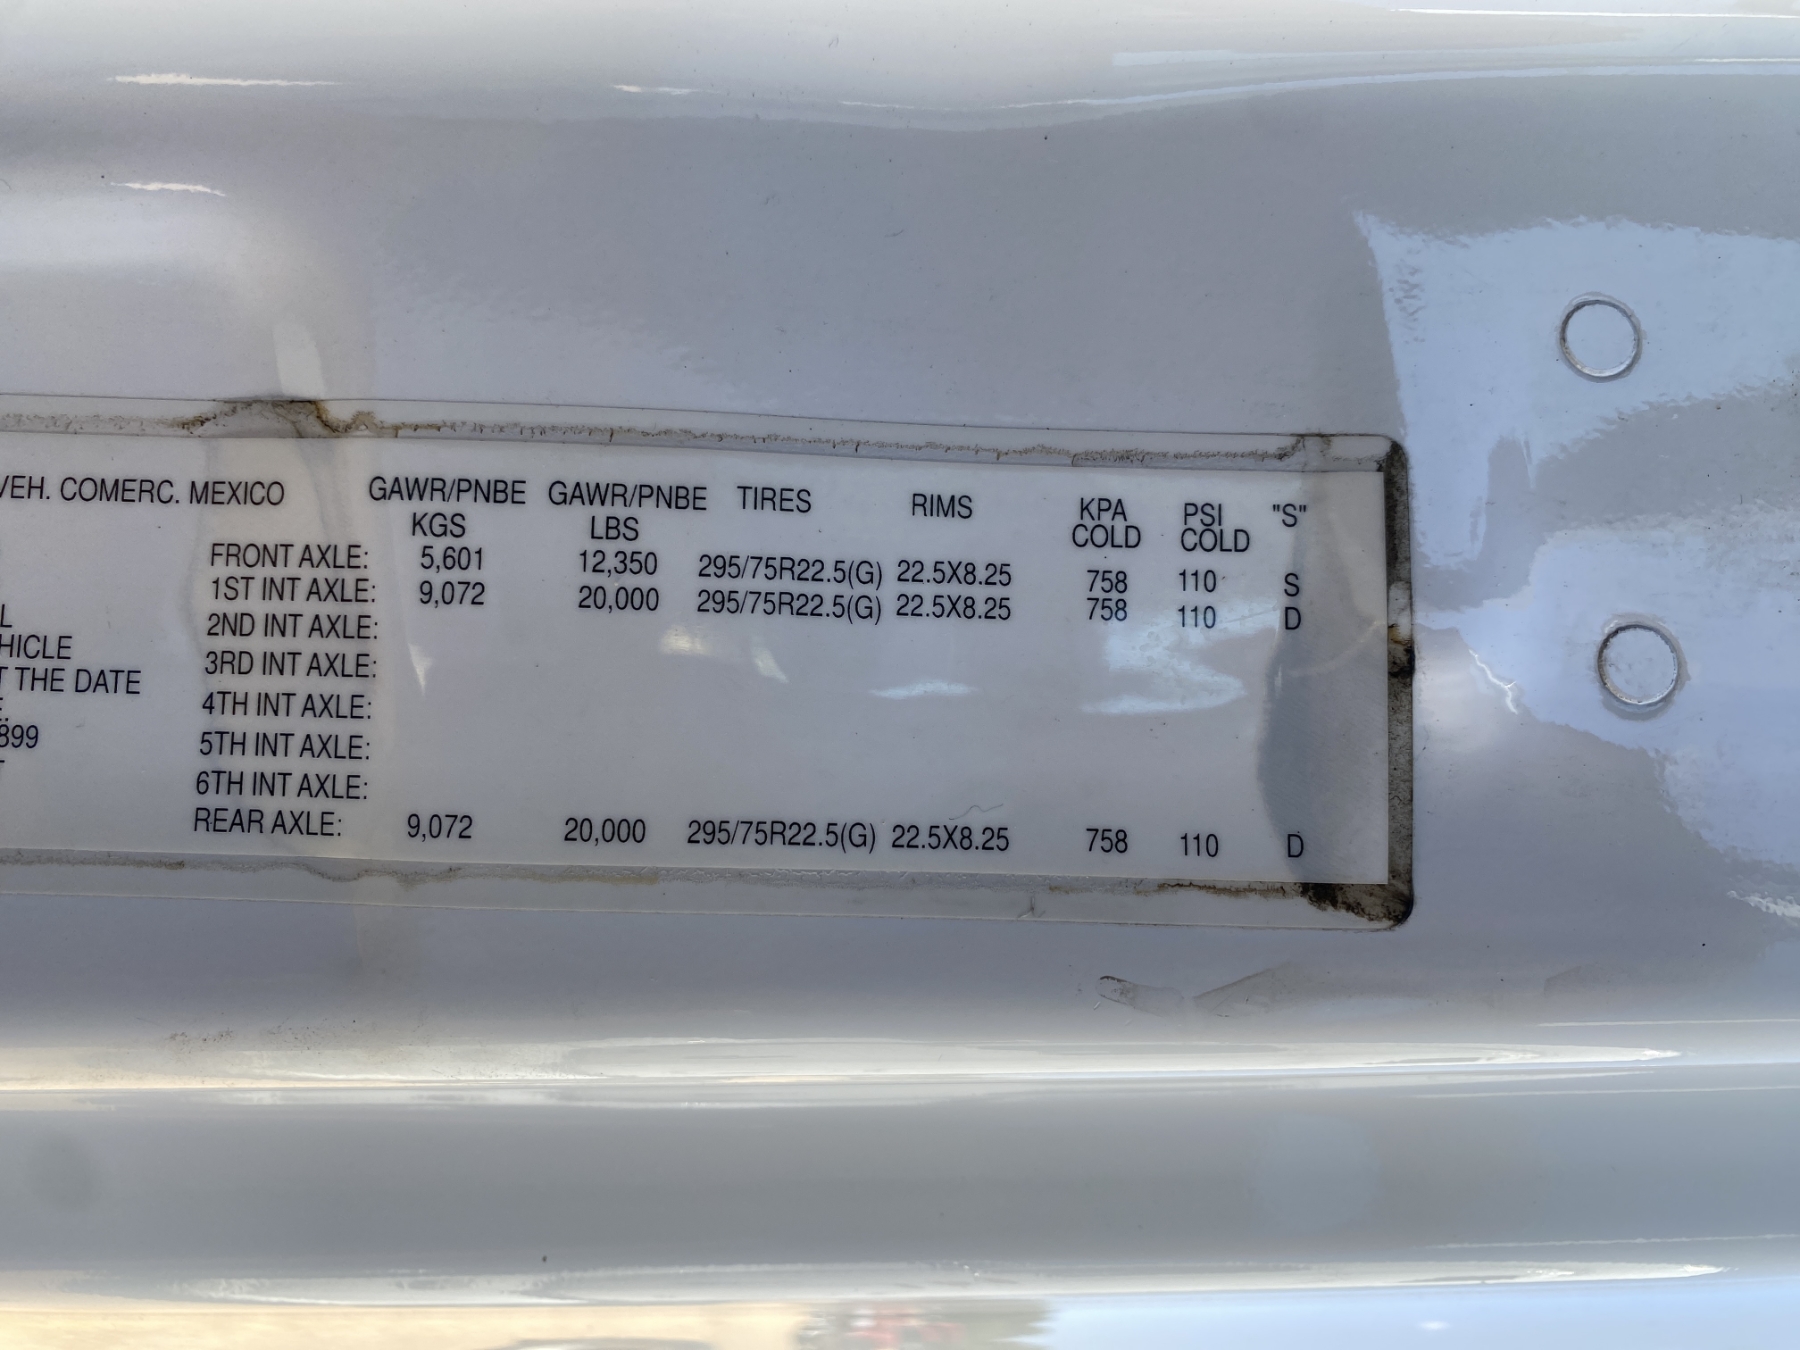 VEH. COMERC. MEXICO GAWR/PNBE KGS GAWR/PNBE LBS TIRES RIMS KPA COLD PSI COLD "S"
FRONT AXLE: 5,601 12,350 295/75R22.5(G) 22.5X8.25 758 110 S
1ST INT AXLE: 9,072 20,000 295/75R22.5(G) 22.5X8.25 758 110 D
2ND INT AXLE:
3RD INT AXLE:
4TH INT AXLE:
5TH INT AXLE:
6TH INT AXLE:
REAR AXLE: 9,072 20,000 295/75R22.5(G) 22.5X8.25 758 110 D
L
HICLE
T THE DATE
899